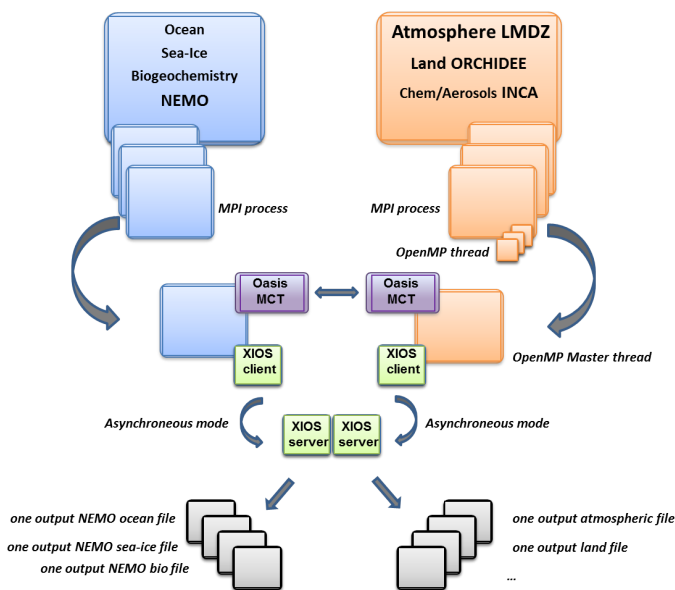 Ocean
Sea-Ice
Biogeochemistry
NEMO
Atmosphere LMDZ
Land ORCHIDEE
Chem/Aerosols INCA
MPI process
MPI process
OpenMP thread
Oasis
MCT
Oasis
MCT
XIOS
client
XIOS
client
OpenMP Master thread
Asynchroneous mode
XIOS
server
XIOS
server
Asynchroneous mode
one output NEMO ocean file
one output NEMO sea-ice file
one output NEMO bio file
one output atmospheric file
one output land file
...